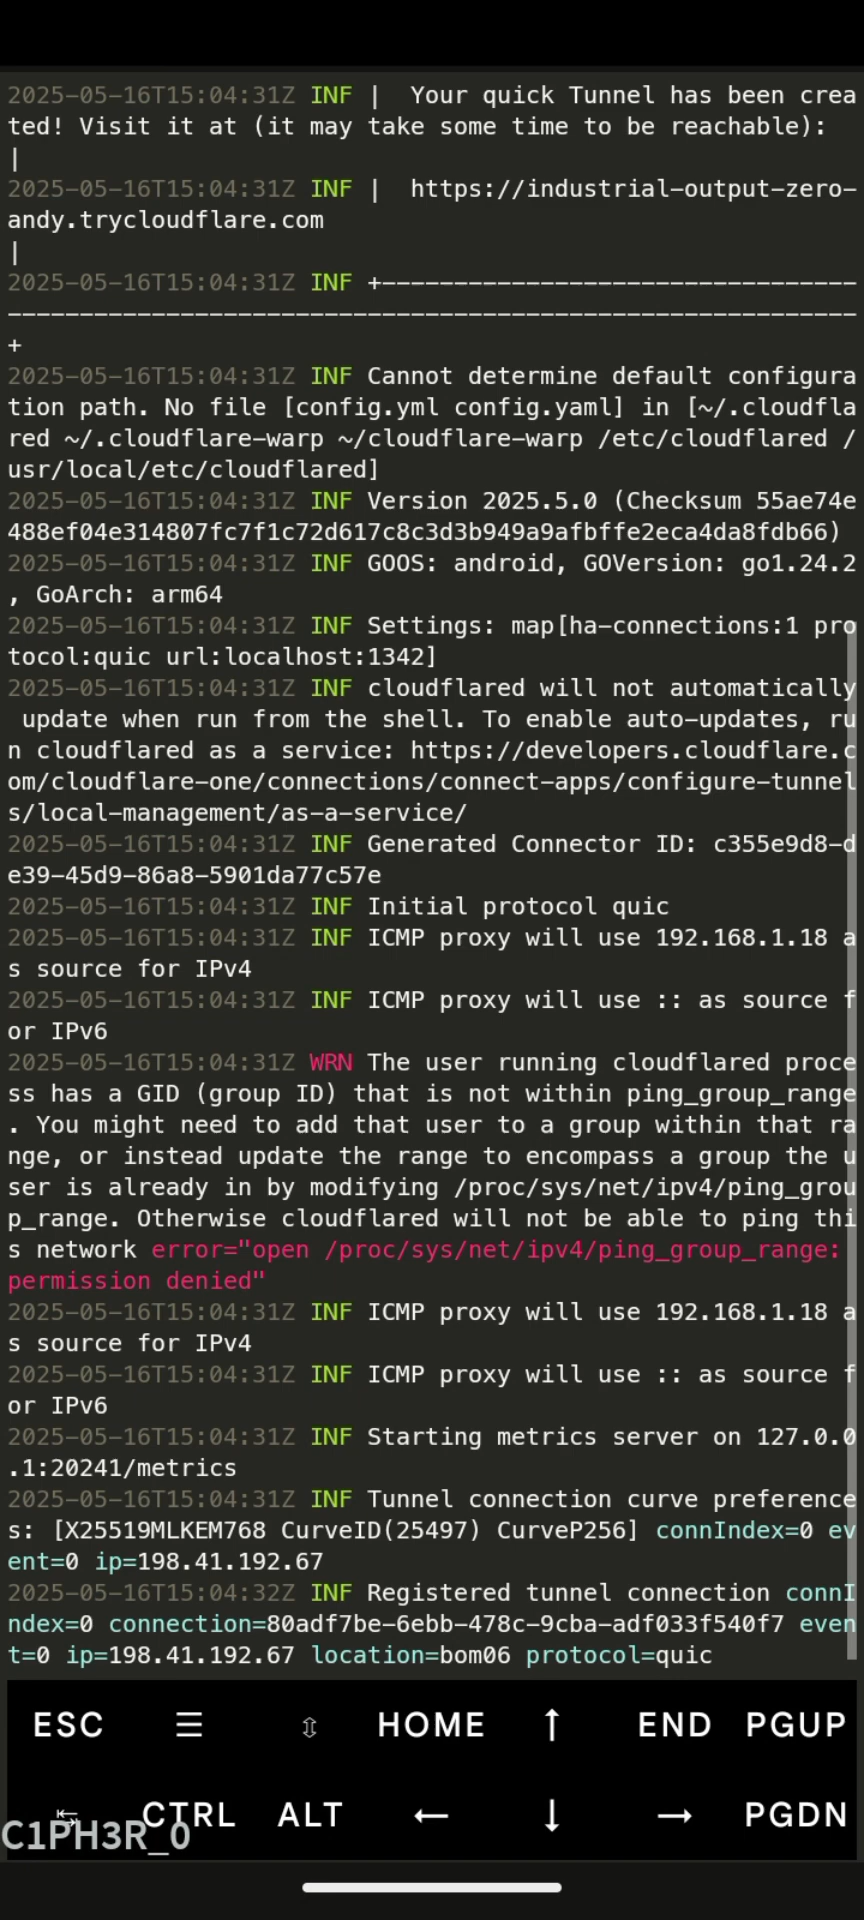 2025-05-16T15:04:31Z INF |  Your quick Tunnel has been crea
ted! Visit it at (it may take some time to be reachable):
|
2025-05-16T15:04:31Z INF |  https://industrial-output-zero-
andy.trycloudflare.com
|
2025-05-16T15:04:31Z INF +---------------------------------
-----------------------------------------------------------
+
2025-05-16T15:04:31Z INF Cannot determine default configura
tion path. No file [config.yml config.yaml] in [~/.cloudfla
red ~/.cloudflare-warp ~/cloudflare-warp /etc/cloudflared /
usr/local/etc/cloudflared]
2025-05-16T15:04:31Z INF Version 2025.5.0 (Checksum 55ae74e
488ef04e314807fc7f1c72d617c8c3d3b949a9afbffe2eca4da8fdb66)
2025-05-16T15:04:31Z INF GOOS: android, GOVersion: go1.24.2
, GoArch: arm64
2025-05-16T15:04:31Z INF Settings: map[ha-connections:1 pro
tocol:quic url:localhost:1342]
2025-05-16T15:04:31Z INF cloudflared will not automatically
 update when run from the shell. To enable auto-updates, ru
n cloudflared as a service: https://developers.cloudflare.c
om/cloudflare-one/connections/connect-apps/configure-tunnel
s/local-management/as-a-service/
2025-05-16T15:04:31Z INF Generated Connector ID: c355e9d8-d
e39-45d9-86a8-5901da77c57e
2025-05-16T15:04:31Z INF Initial protocol quic
2025-05-16T15:04:31Z INF ICMP proxy will use 192.168.1.18 a
s source for IPv4
2025-05-16T15:04:31Z INF ICMP proxy will use :: as source f
or IPv6
2025-05-16T15:04:31Z WRN The user running cloudflared proce
ss has a GID (group ID) that is not within ping_group_range
. You might need to add that user to a group within that ra
nge, or instead update the range to encompass a group the u
ser is already in by modifying /proc/sys/net/ipv4/ping_grou
p_range. Otherwise cloudflared will not be able to ping thi
s network error="open /proc/sys/net/ipv4/ping_group_range:
permission denied"
2025-05-16T15:04:31Z INF ICMP proxy will use 192.168.1.18 a
s source for IPv4
2025-05-16T15:04:31Z INF ICMP proxy will use :: as source f
or IPv6
2025-05-16T15:04:31Z INF Starting metrics server on 127.0.0
.1:20241/metrics
2025-05-16T15:04:31Z INF Tunnel connection curve preference
s: [X25519MLKEM768 CurveID(25497) CurveP256] connIndex=0 ev
ent=0 ip=198.41.192.67
2025-05-16T15:04:32Z INF Registered tunnel connection connI
ndex=0 connection=80adf7be-6ebb-478c-9cba-adf033f540f7 even
t=0 ip=198.41.192.67 location=bom06 protocol=quic
ESC ☰ ⇳ HOME ↑ END PGUP
↹ CTRL ALT ← ↓ → PGDN
C1PH3R_0